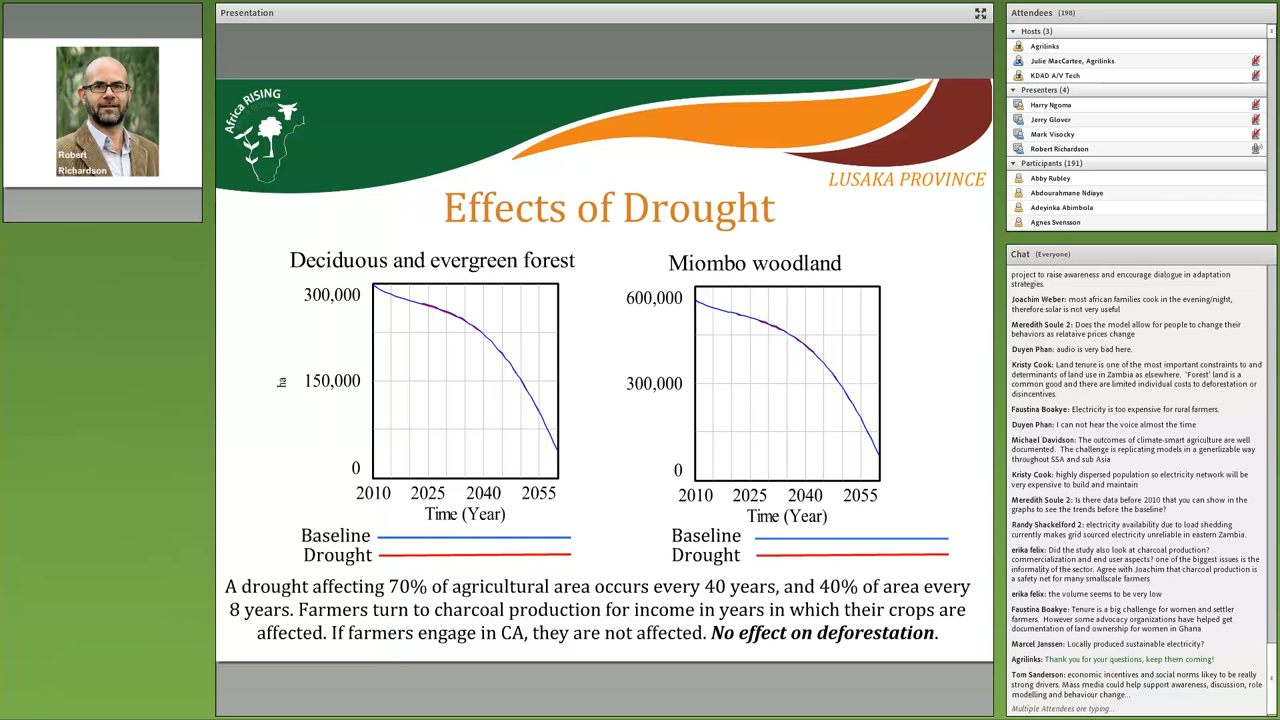 Robert
Richardson
Presentation
Africa RISING
LUSAKA PROVINCE
Effects of Drought
Deciduous and evergreen forest
300,000
150,000
0
ha
2010 2025 2040 2055
Time (Year)
Baseline
Drought
Miombo woodland
600,000
300,000
0
2010 2025 2040 2055
Time (Year)
Baseline
Drought
A drought affecting 70% of agricultural area occurs every 40 years, and 40% of area every
8 years. Farmers turn to charcoal production for income in years in which their crops are
affected. If farmers engage in CA, they are not affected. No effect on deforestation.
Attendees (198)
Hosts (3)
Agrilinks
Julie MacCartee, Agrilinks
KDAD A/V Tech
Presenters (4)
Harry Ngoma
Jerry Glover
Mark Visocky
Robert Richardson
Participants (191)
Abby Rubley
Abdourahmane Ndiaye
Adeyinka Abimbola
Agnes Svensson
Chat (Everyone)
project to raise awareness and encourage dialogue in adaptation
strategies.
Joachim Weber: most african families cook in the evening/night,
therefore solar is not very useful
Meredith Soule 2: Does the model allow for people to change their
behaviors as relataive prices change
Duyen Phan: audio is very bad here.
Kristy Cook: Land tenure is one of the most important constraints to and
determinants of land use in Zambia as elsewhere. `Forest' land is a
common good and there are limited individual costs to deforestation or
disincentives.
Faustina Boakye: Electricity is too expensive for rural farmers.
Duyen Phan: I can not hear the voice almost the time
Michael Davidson: The outcomes of climate-smart agriculture are well
documented. The challenge is replicating models in a generlizable way
throughout SSA and sub Asia
Kristy Cook: highly dispersed population so electricity network will be
very expensive to build and maintain
Meredith Soule 2: Is there data before 2010 that you can show in the
graphs to see the trends before the baseline?
Randy Shackelford 2: electricity availability due to load shedding
currently makes grid sourced electricity unreliable in eastern Zambia.
erika felix: Did the study also look at charcoal production?
commercialization and end user aspects? one of the biggest issues is the
informality of the sector. Agree with Joachim that charcoal production is
a safety net for many smallscale farmers
erika felix: the volume seems to be very low
Faustina Boakye: Tenure is a big challenge for women and settler
farmers. However some advocacy organizations have helped get
documentation of land ownership for women in Ghana
Marcel Janssen: Locally produced sustainable electricity?
Agrilinks: Thank you for your questions, keep them coming!
Tom Sanderson: economic incentives and social norms likey to be really
strong drivers. Mass media could help support awareness, discussion, role
modelling and behaviour change...
Multiple Attendees are typing...